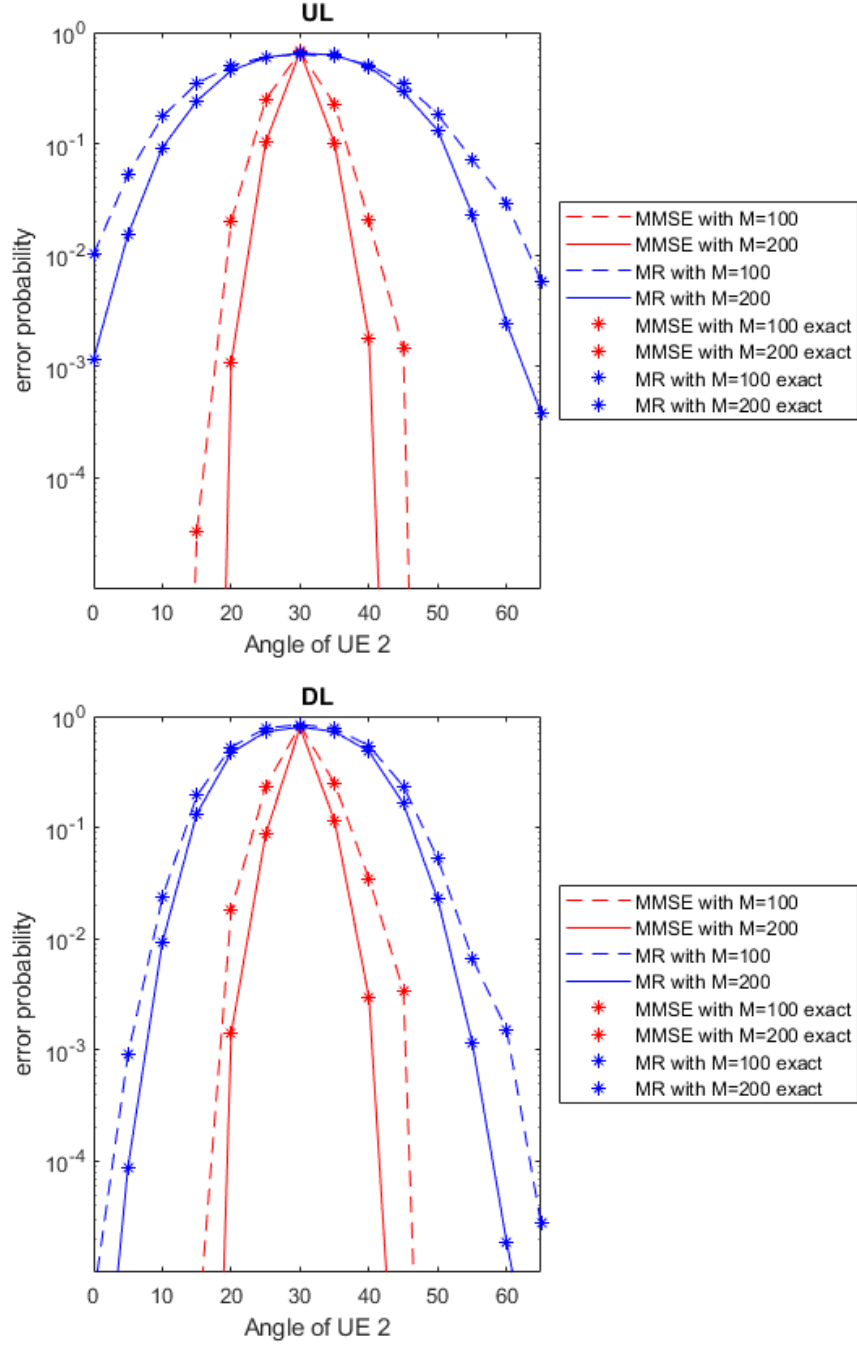 UL
10^0
10^-1
10^-2
10^-3
10^-4
error probability
0 10 20 30 40 50 60
Angle of UE 2
MMSE with M=100
MMSE with M=200
MR with M=100
MR with M=200
MMSE with M=100 exact
MMSE with M=200 exact
MR with M=100 exact
MR with M=200 exact
DL
10^0
10^-1
10^-2
10^-3
10^-4
error probability
0 10 20 30 40 50 60
Angle of UE 2
MMSE with M=100
MMSE with M=200
MR with M=100
MR with M=200
MMSE with M=100 exact
MMSE with M=200 exact
MR with M=100 exact
MR with M=200 exact